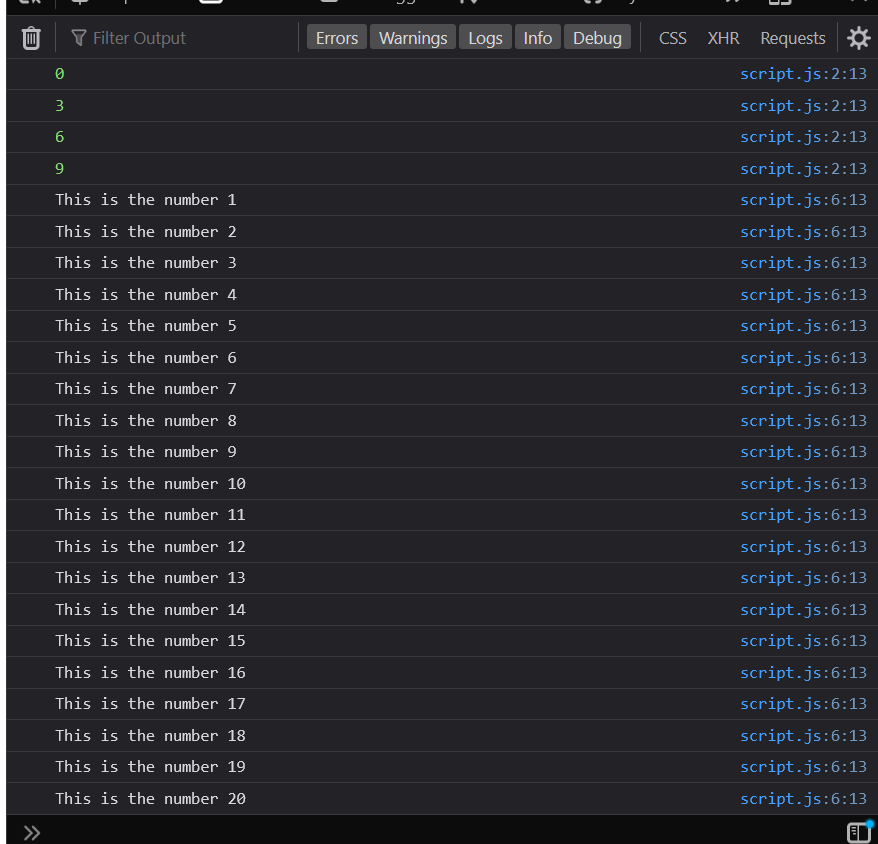 Filter Output Errors Warnings Logs Info Debug CSS XHR Requests
0 script.js:2:13
3 script.js:2:13
6 script.js:2:13
9 script.js:2:13
This is the number 1 script.js:6:13
This is the number 2 script.js:6:13
This is the number 3 script.js:6:13
This is the number 4 script.js:6:13
This is the number 5 script.js:6:13
This is the number 6 script.js:6:13
This is the number 7 script.js:6:13
This is the number 8 script.js:6:13
This is the number 9 script.js:6:13
This is the number 10 script.js:6:13
This is the number 11 script.js:6:13
This is the number 12 script.js:6:13
This is the number 13 script.js:6:13
This is the number 14 script.js:6:13
This is the number 15 script.js:6:13
This is the number 16 script.js:6:13
This is the number 17 script.js:6:13
This is the number 18 script.js:6:13
This is the number 19 script.js:6:13
This is the number 20 script.js:6:13